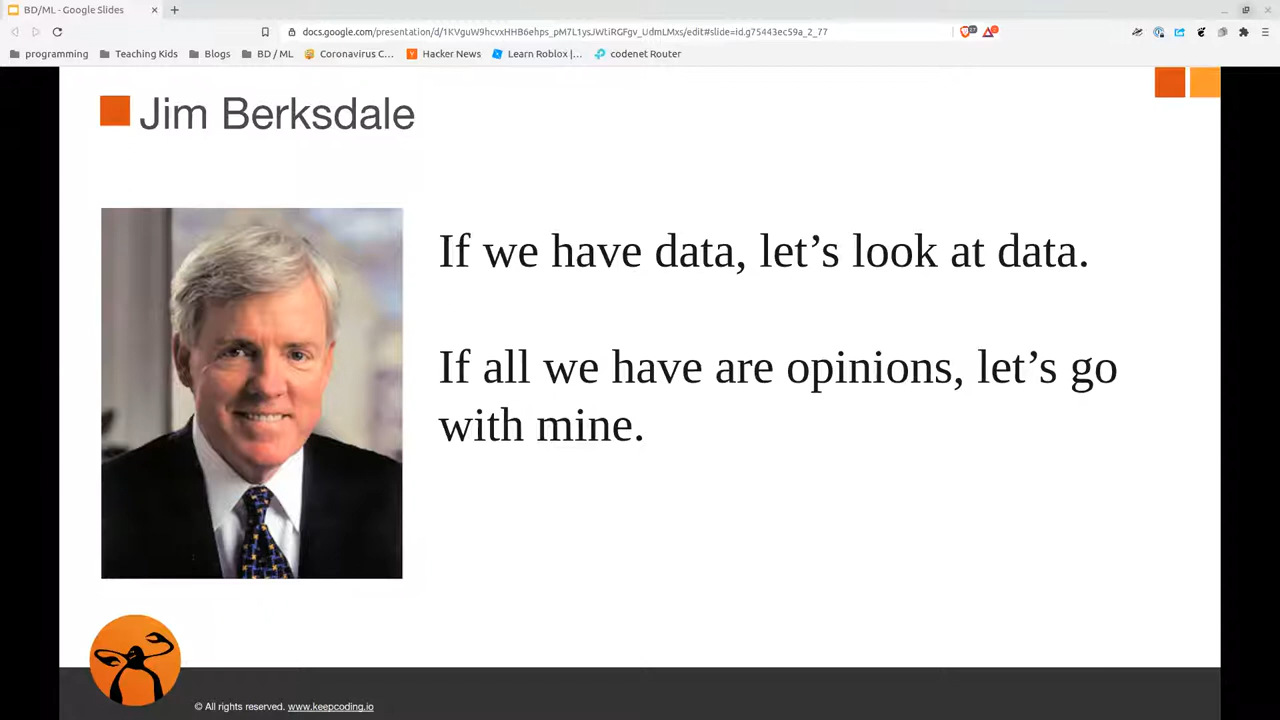 BD/ML - Google Slides
docs.google.com/presentation/d/1KVguW9hcvxHHB6ehps_pM7L1ysJWtiRGFgv_UdmLMxs/edit#slide=id.g75443ec59a_2_77
programming Teaching Kids Blogs BD / ML Coronavirus C... Hacker News Learn Roblox |... codenet Router
Jim Berksdale
If we have data, let’s look at data.
If all we have are opinions, let’s go
with mine.
© All rights reserved. www.keepcoding.io